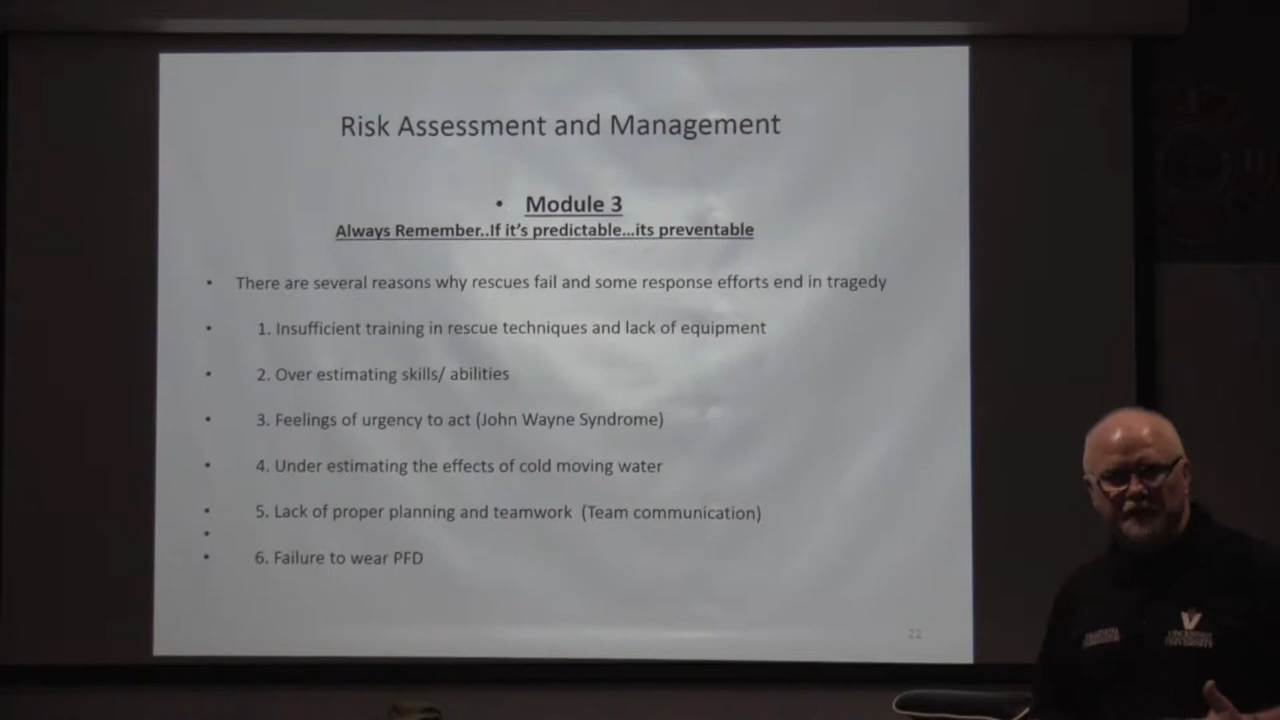 Risk Assessment and Management
• Module 3
Always Remember..If it's predictable...its preventable
• There are several reasons why rescues fail and some response efforts end in tragedy
• 1. Insufficient training in rescue techniques and lack of equipment
• 2. Over estimating skills/ abilities
• 3. Feelings of urgency to act (John Wayne Syndrome)
• 4. Under estimating the effects of cold moving water
• 5. Lack of proper planning and teamwork (Team communication)
•
• 6. Failure to wear PFD
22
VINCENNES
UNIVERSITY